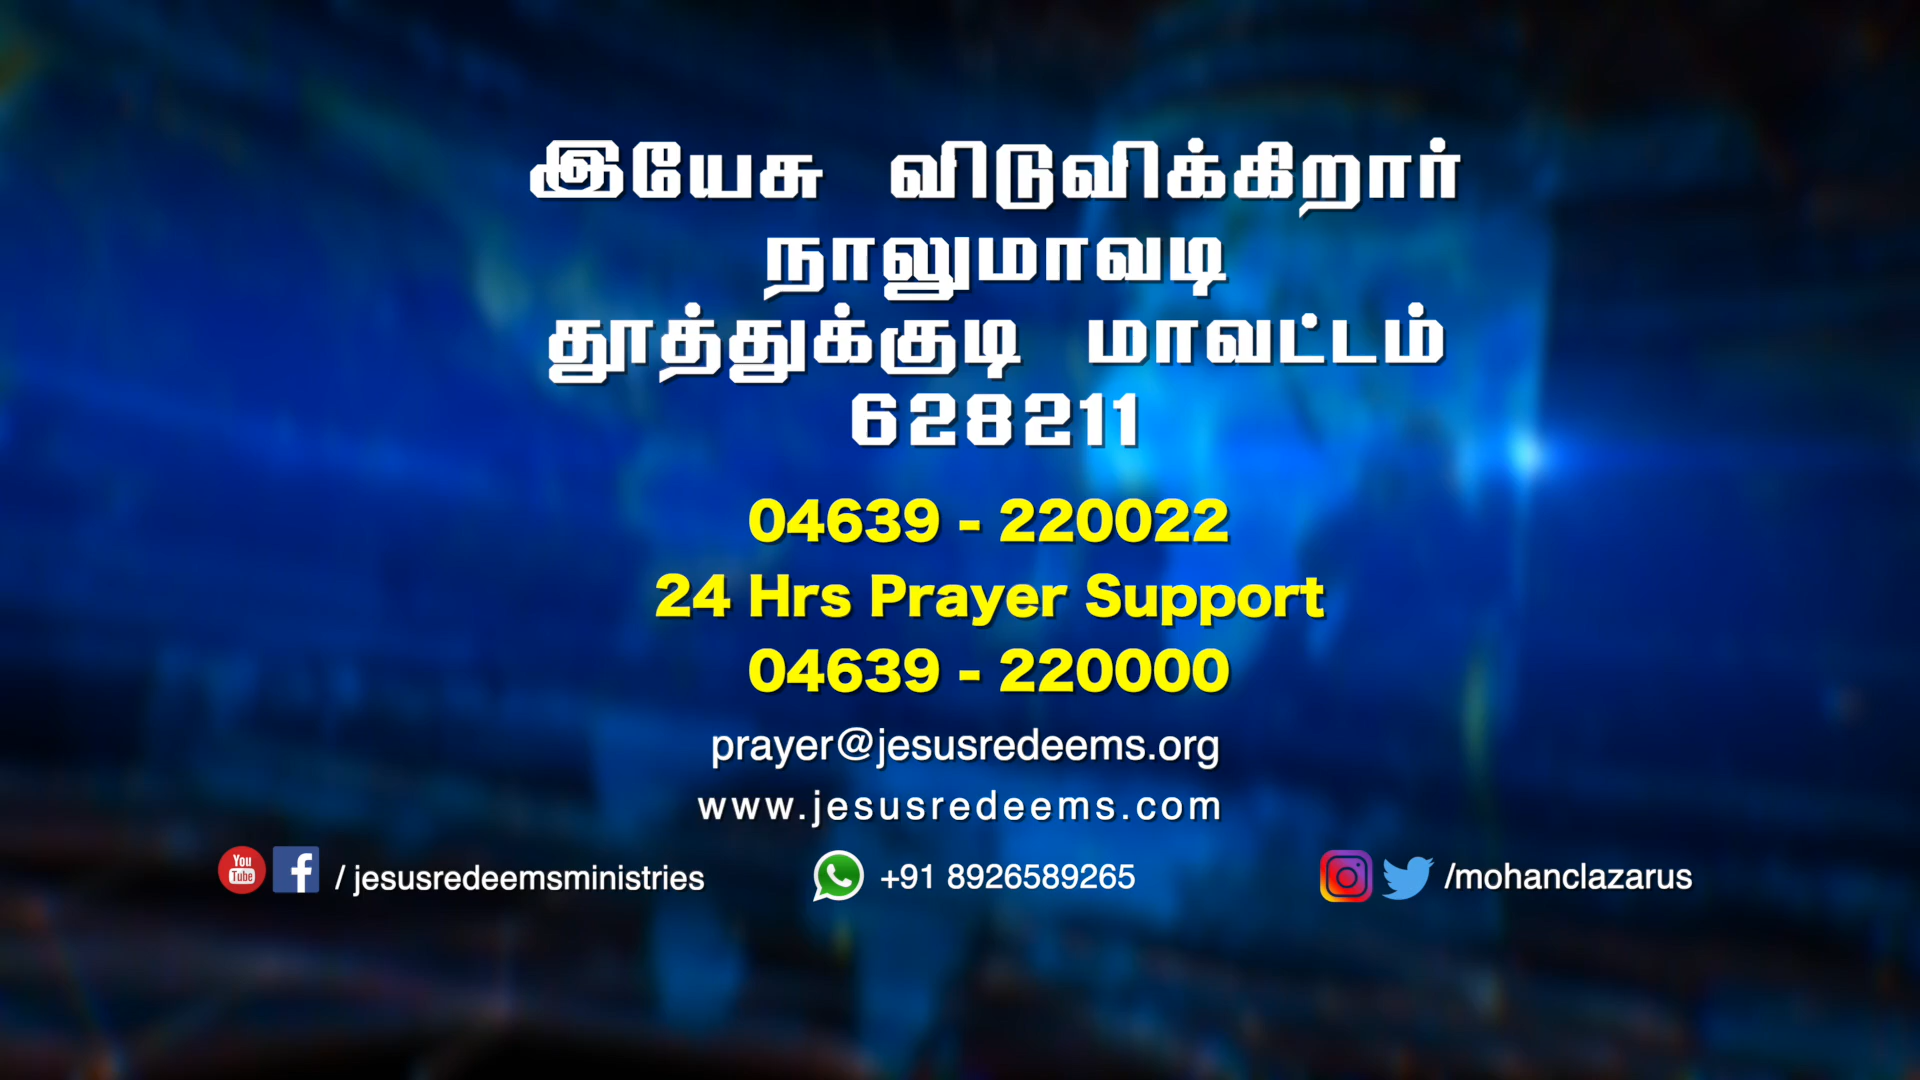 இயேசு விடுவிக்கிறார்
நாலுமாவடி
தூத்துக்குடி மாவட்டம்
628211
04639 - 220022
24 Hrs Prayer Support
04639 - 220000
prayer@jesusredeems.org
www.jesusredeems.com
You Tube / jesusredeemsministries +91 8926589265 /mohanclazarus